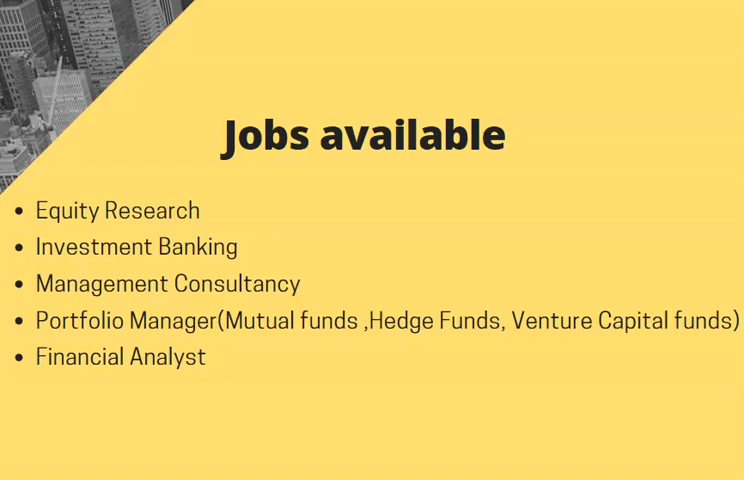 Jobs available
• Equity Research
• Investment Banking
• Management Consultancy
• Portfolio Manager(Mutual funds ,Hedge Funds, Venture Capital funds)
• Financial Analyst